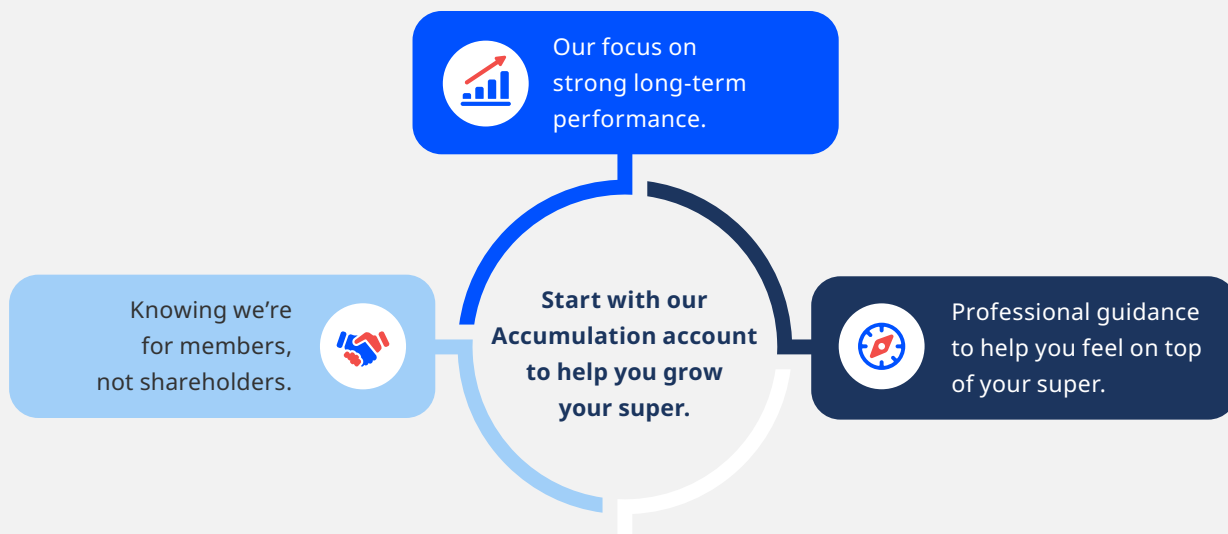 Our focus on
strong long-term
performance.
Knowing we’re
for members,
not shareholders.
Start with our
Accumulation account
to help you grow
your super.
Professional guidance
to help you feel on top
of your super.